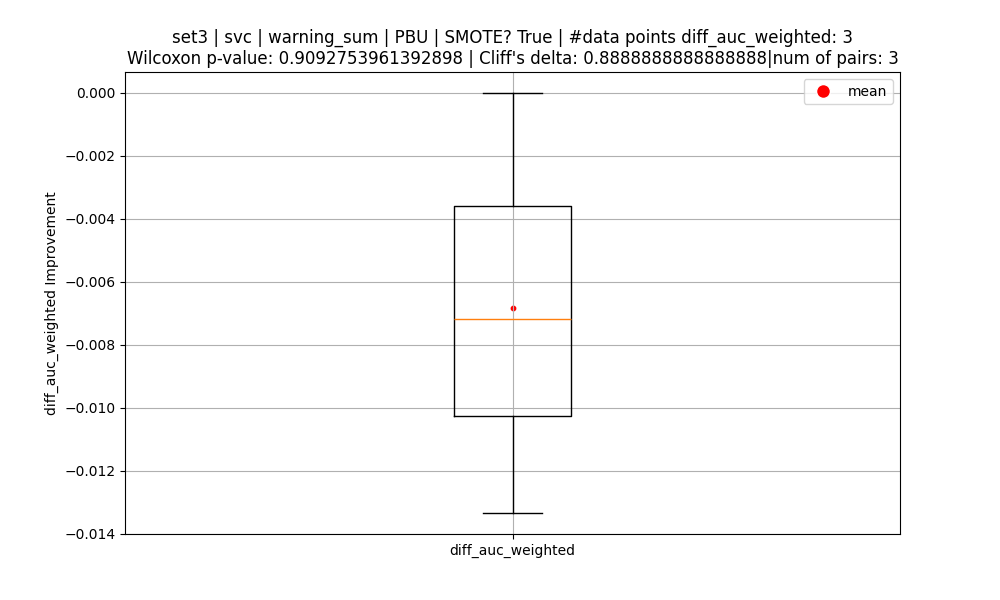 set3 | svc | warning_sum | PBU | SMOTE? True | #data points diff_auc_weighted: 3
Wilcoxon p-value: 0.9092753961392898 | Cliff's delta: 0.8888888888888888|num of pairs: 3
mean
diff_auc_weighted Improvement
0.000
−0.002
−0.004
−0.006
−0.008
−0.010
−0.012
−0.014
diff_auc_weighted